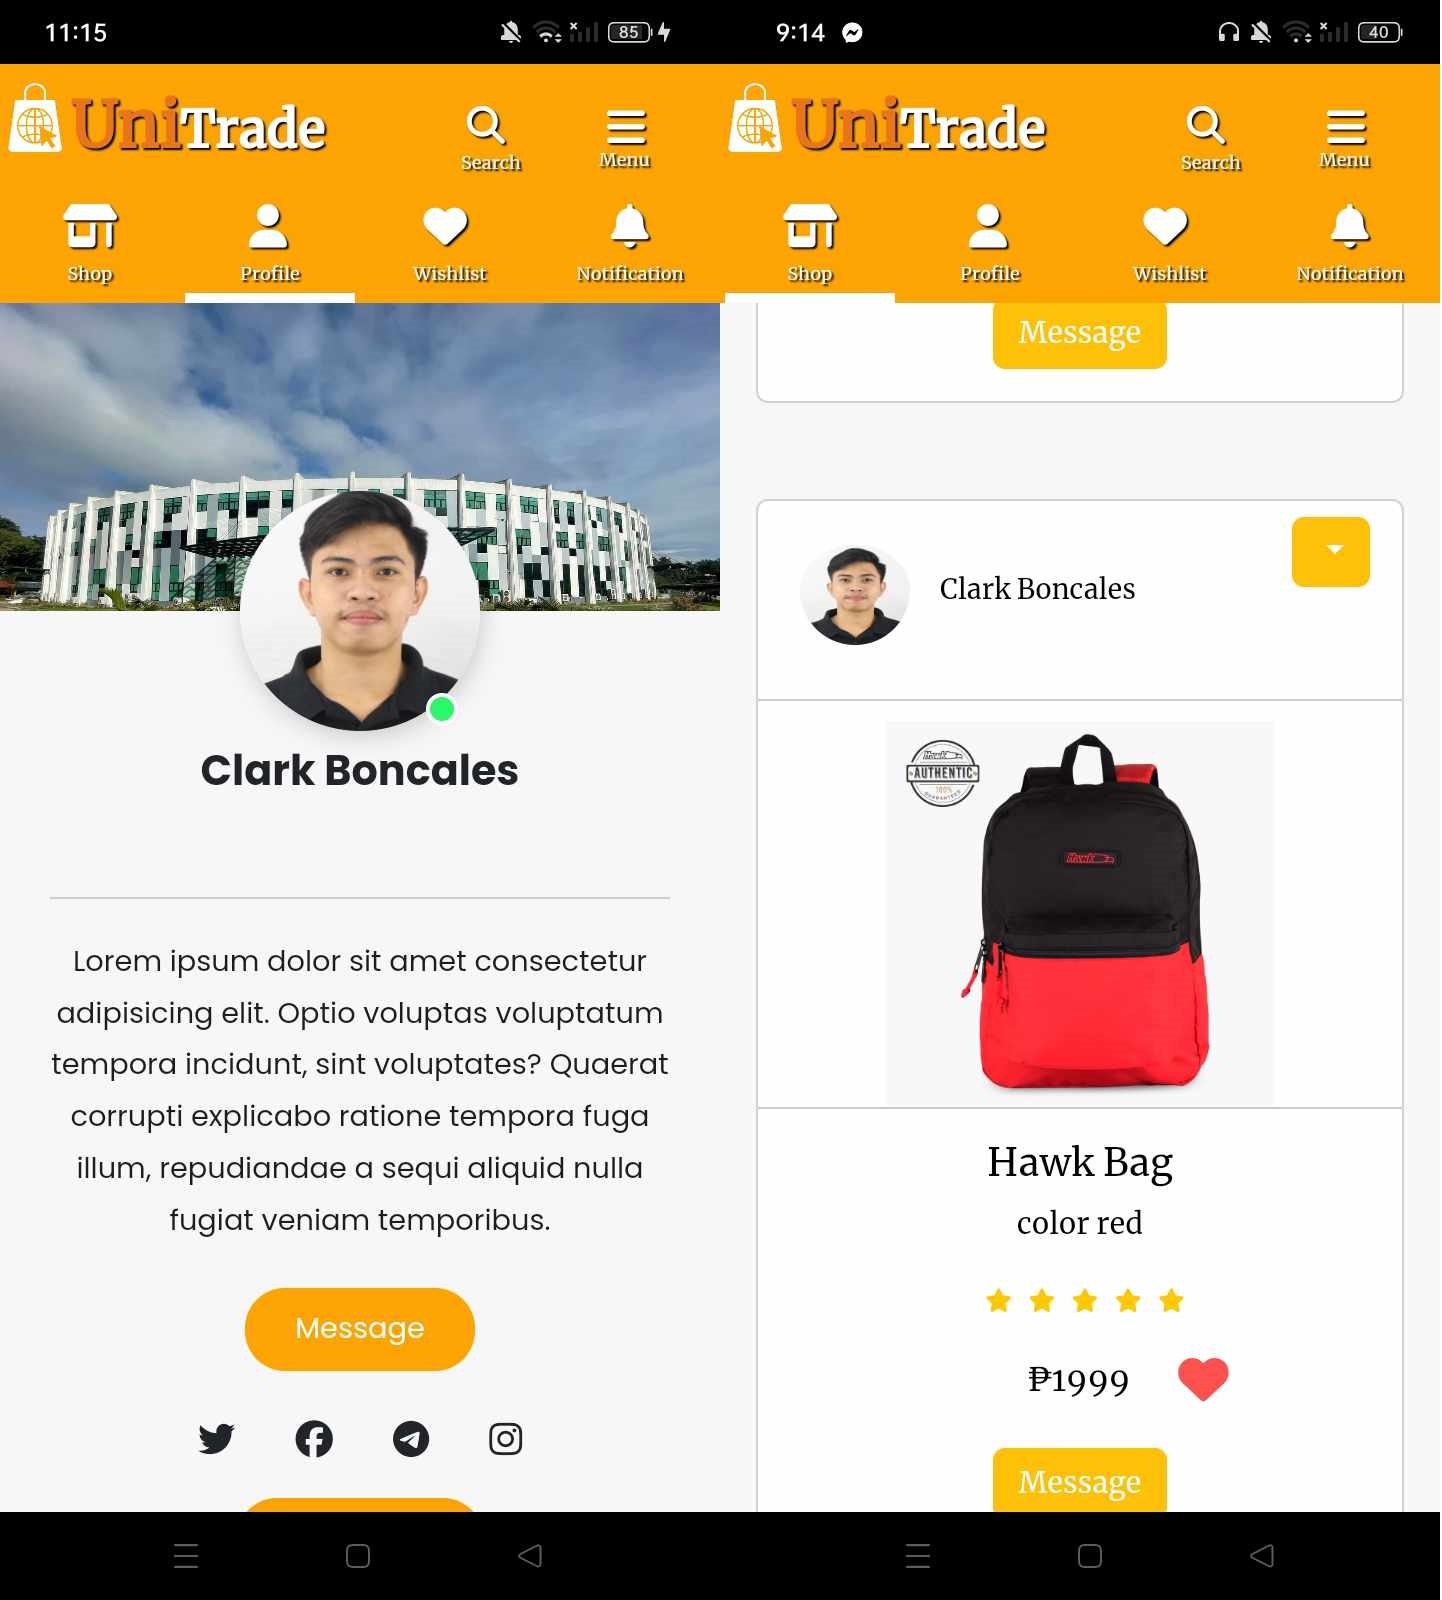 11:15
85
UniTrade
Search
Menu
Shop
Profile
Wishlist
Notification
Clark Boncales
Lorem ipsum dolor sit amet consectetur
adipisicing elit. Optio voluptas voluptatum
tempora incidunt, sint voluptates? Quaerat
corrupti explicabo ratione tempora fuga
illum, repudiandae a sequi aliquid nulla
fugiat veniam temporibus.
Message
9:14
40
UniTrade
Search
Menu
Shop
Profile
Wishlist
Notification
Message
Clark Boncales
Hawk
AUTHENTIC
100%
GUARANTEED
Hawk
Hawk Bag
color red
₱1999
Message